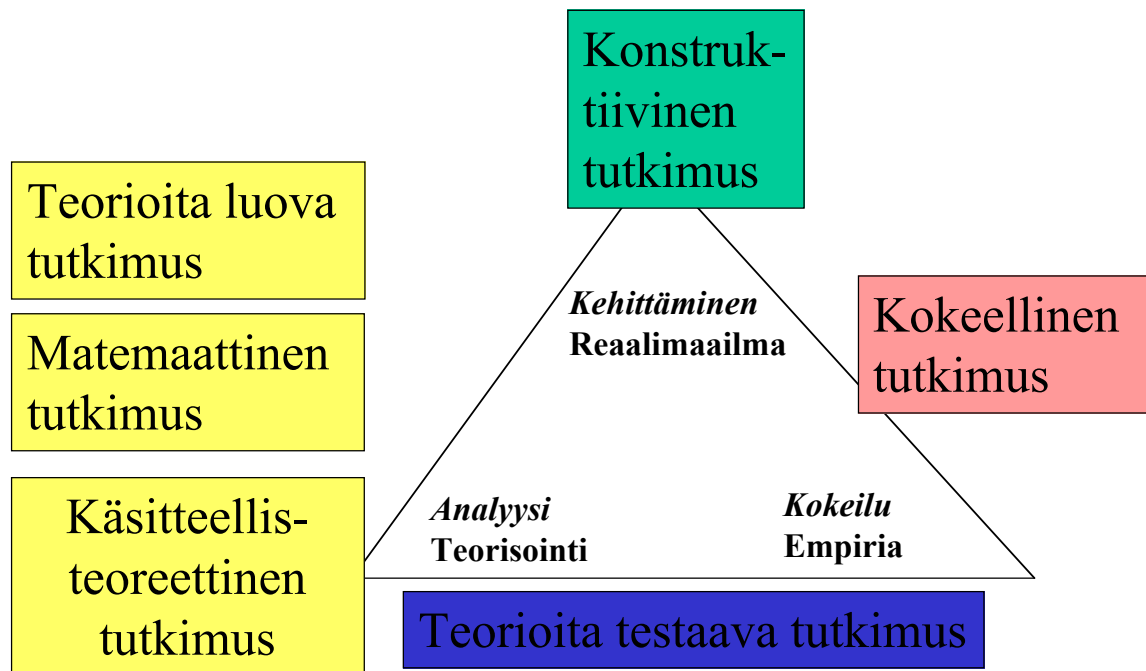 Konstruk-
tiivinen
tutkimus
Teorioita luova
tutkimus
Matemaattinen
tutkimus
Käsitteellis-
teoreettinen
tutkimus
Kehittäminen
Reaalimaailma
Kokeellinen
tutkimus
Analyysi
Teorisointi
Kokeilu
Empiria
Teorioita testaava tutkimus